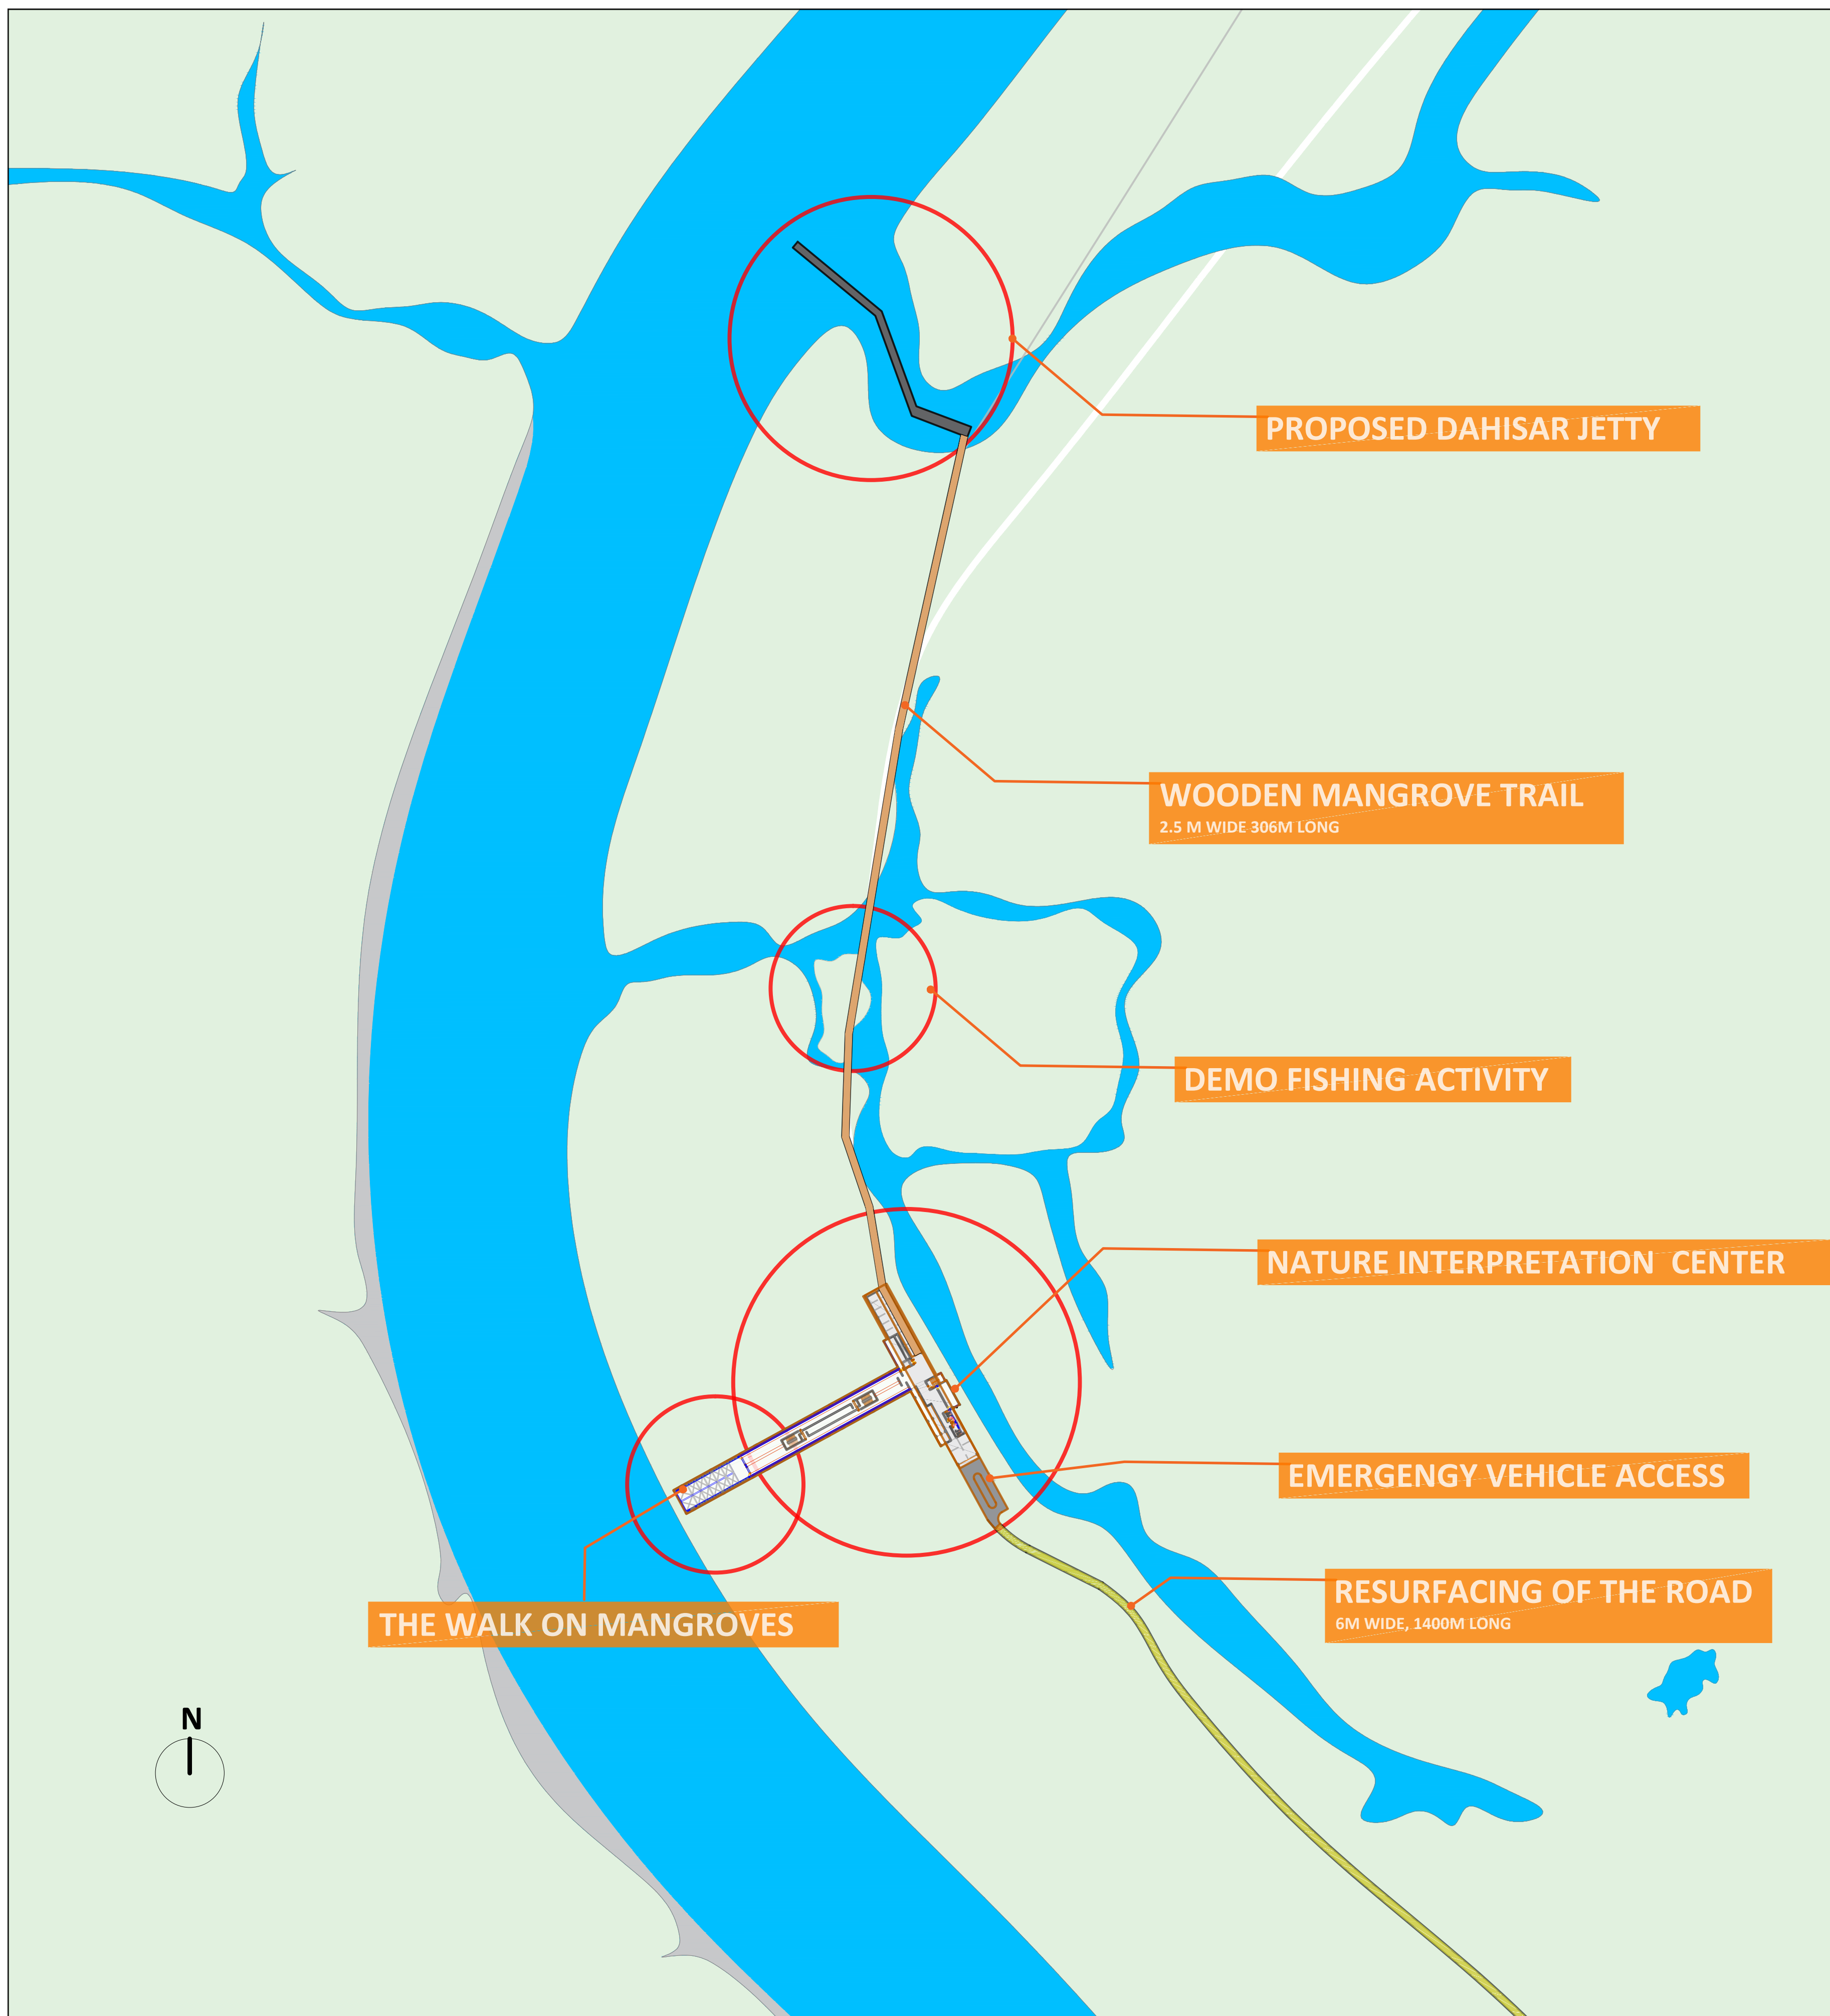 PROPOSED DAHISAR JETTY
WOODEN MANGROVE TRAIL
2.5 M WIDE 306M LONG
DEMO FISHING ACTIVITY
NATURE INTERPRETATION CENTER
EMERGENGY VEHICLE ACCESS
RESURFACING OF THE ROAD
6M WIDE, 1400M LONG
THE WALK ON MANGROVES
N